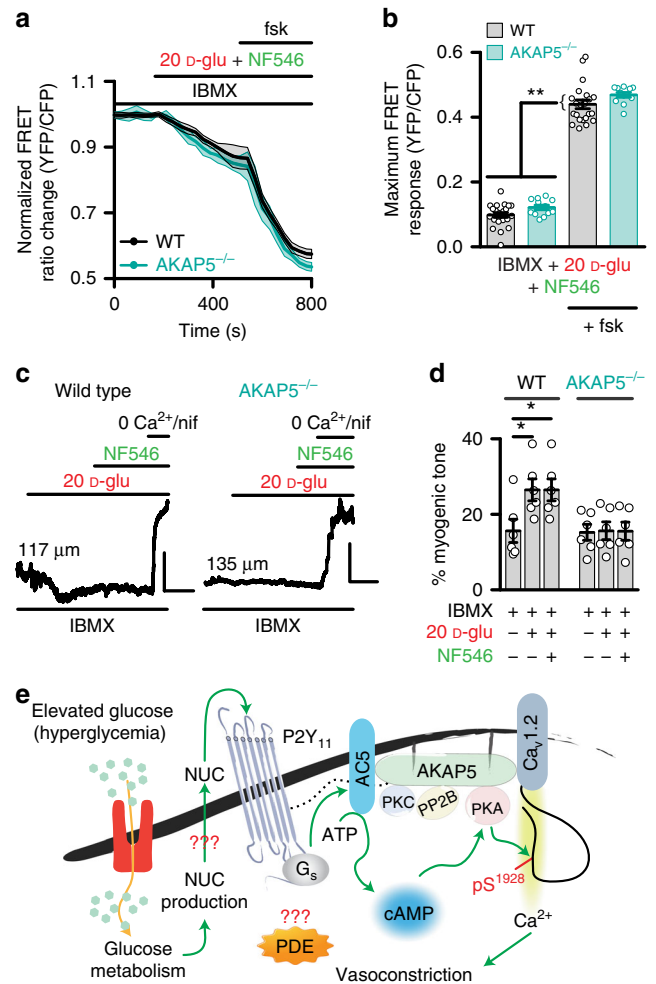 a
fsk
20 D-glu + NF546
IBMX
Normalized FRET
ratio change (YFP/CFP)
1.1
0.9
0.7
0.5
WT
AKAP5⁻/⁻
0
400
800
Time (s)
b
WT
AKAP5⁻/⁻
Maximum FRET
response (YFP/CFP)
0.6
0.4
0.2
0.0
**
{
IBMX + 20 D-glu
+ NF546
+ fsk
c
Wild type
AKAP5⁻/⁻
0 Ca²⁺/nif
0 Ca²⁺/nif
NF546
NF546
20 D-glu
20 D-glu
117 μm
135 μm
IBMX
IBMX
d
WT
AKAP5⁻/⁻
*
*
% myogenic tone
40
20
0
IBMX + + + + + +
20 D-glu − + + − + +
NF546 − − + − − +
e
Elevated glucose
(hyperglycemia)
NUC
???
NUC
production
Glucose
metabolism
P2Y₁₁
Gₛ
AC5
ATP
AKAP5
PKC
PP2B
PKA
Caᵥ1.2
pS¹⁹²⁸
cAMP
???
PDE
Ca²⁺
Vasoconstriction